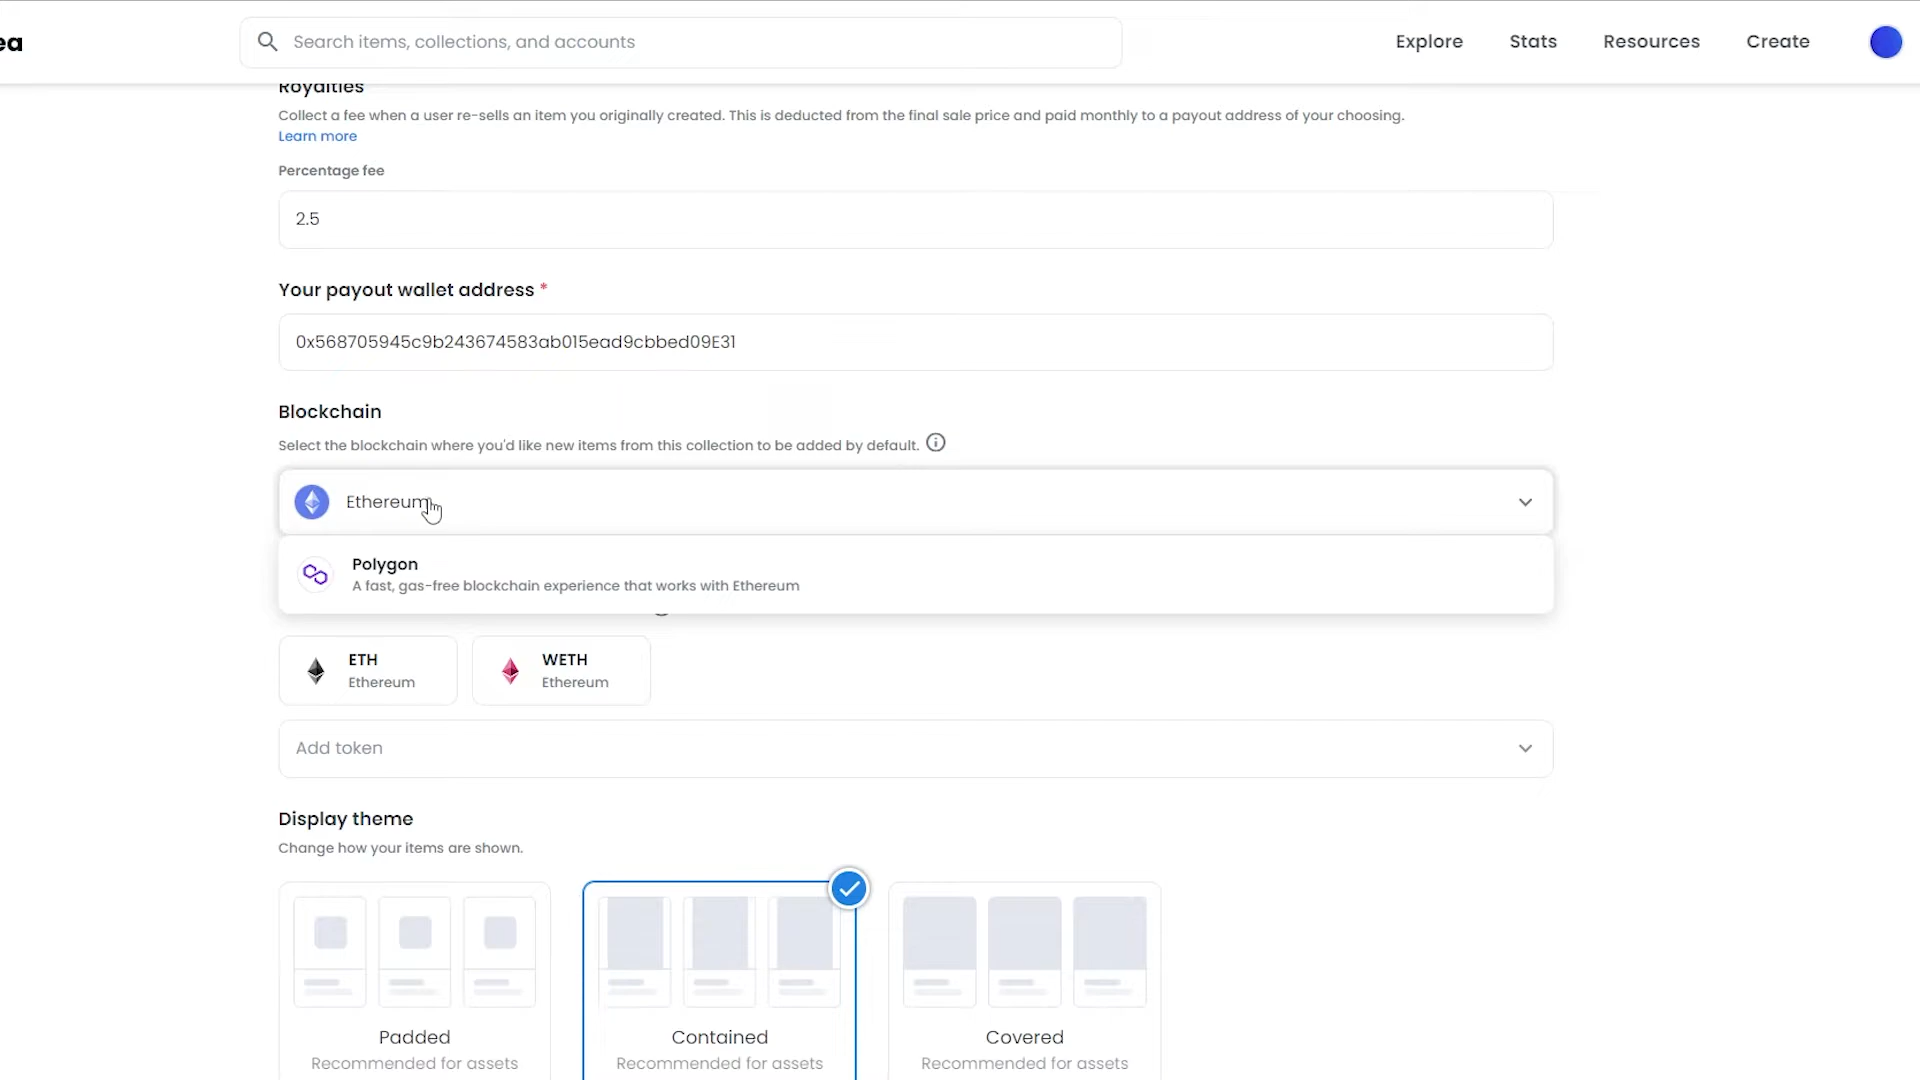 ea
Search items, collections, and accounts
Explore
Stats
Resources
Create
Royalties
Collect a fee when a user re-sells an item you originally created. This is deducted from the final sale price and paid monthly to a payout address of your choosing.
Learn more
Percentage fee
2.5
Your payout wallet address *
0x568705945c9b243674583ab015ead9cbbed09E31
Blockchain
Select the blockchain where you'd like new items from this collection to be added by default.
Ethereum
Polygon
A fast, gas-free blockchain experience that works with Ethereum
ETH
Ethereum
WETH
Ethereum
Add token
Display theme
Change how your items are shown.
Padded
Recommended for assets
Contained
Recommended for assets
Covered
Recommended for assets